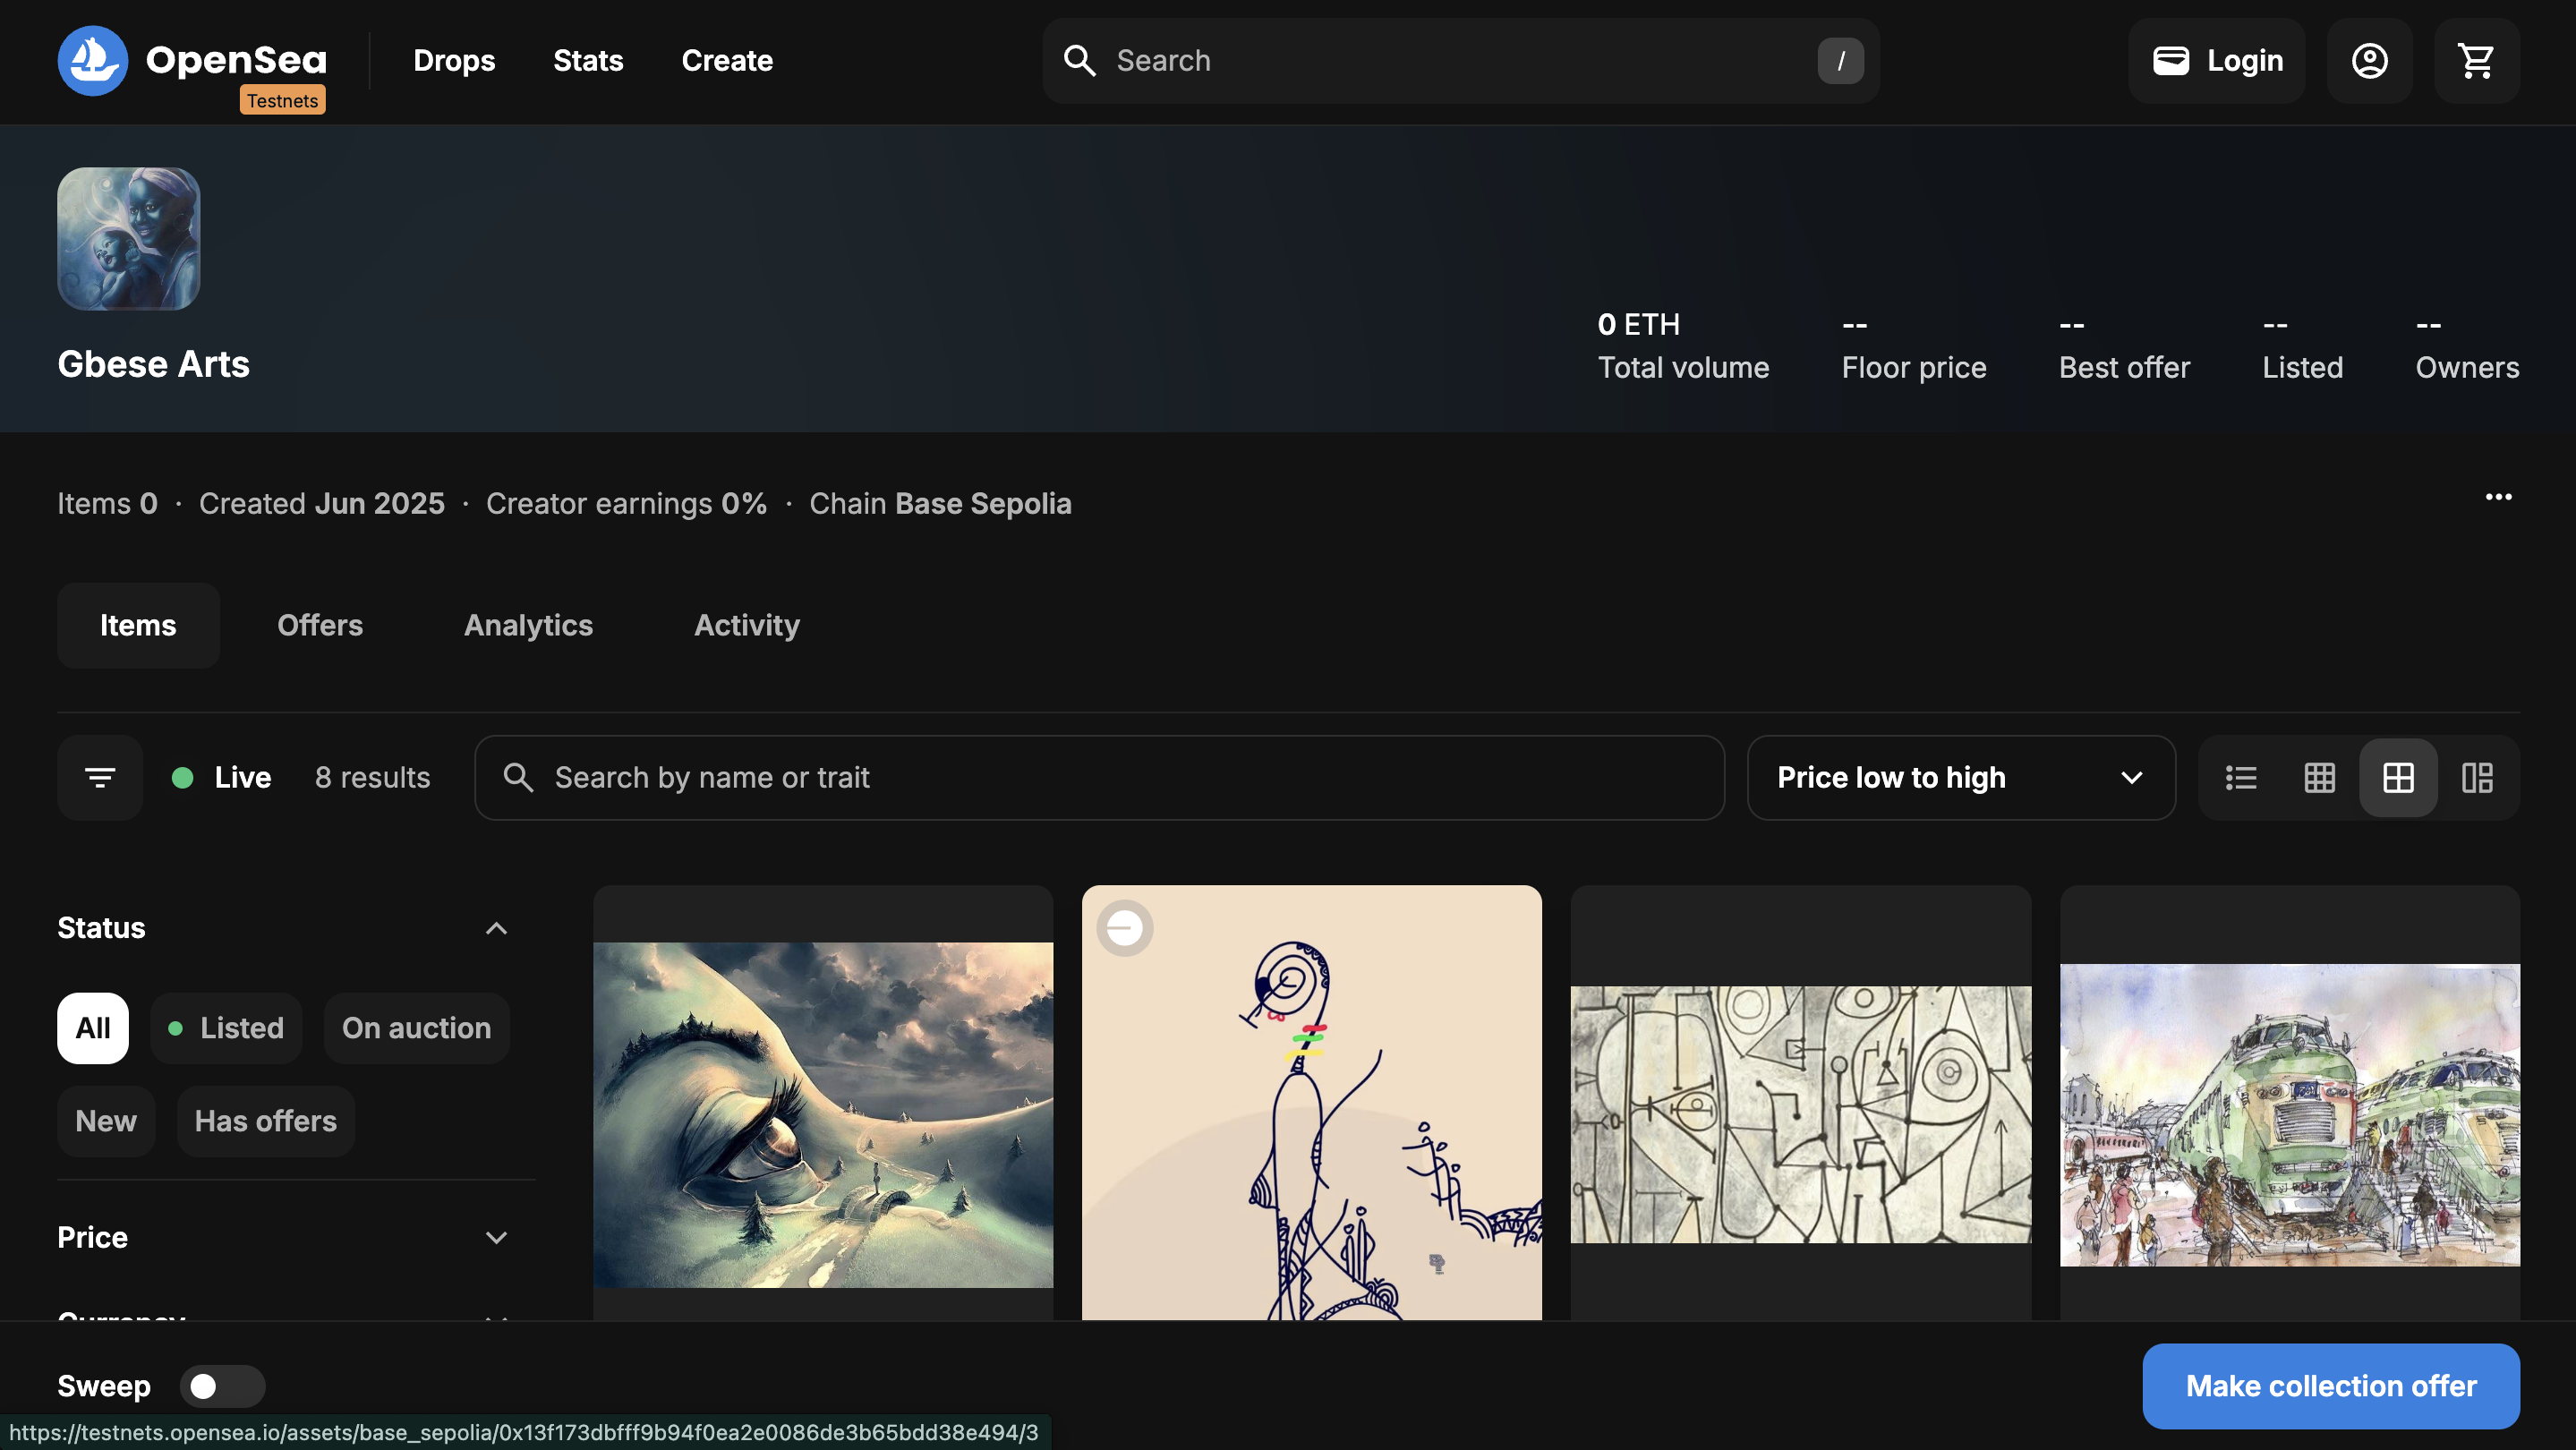 OpenSea
Testnets
Drops
Stats
Create
Search
/
Login
Gbese Arts
0 ETH
Total volume
--
Floor price
--
Best offer
--
Listed
--
Owners
Items 0 · Created Jun 2025 · Creator earnings 0% · Chain Base Sepolia
Items
Offers
Analytics
Activity
Live
8 results
Search by name or trait
Price low to high
Status
All
Listed
On auction
New
Has offers
Price
Currency
Sweep
Make collection offer
https://testnets.opensea.io/assets/base_sepolia/0x13f173dbfff9b94f0ea2e0086de3b65bdd38e494/3